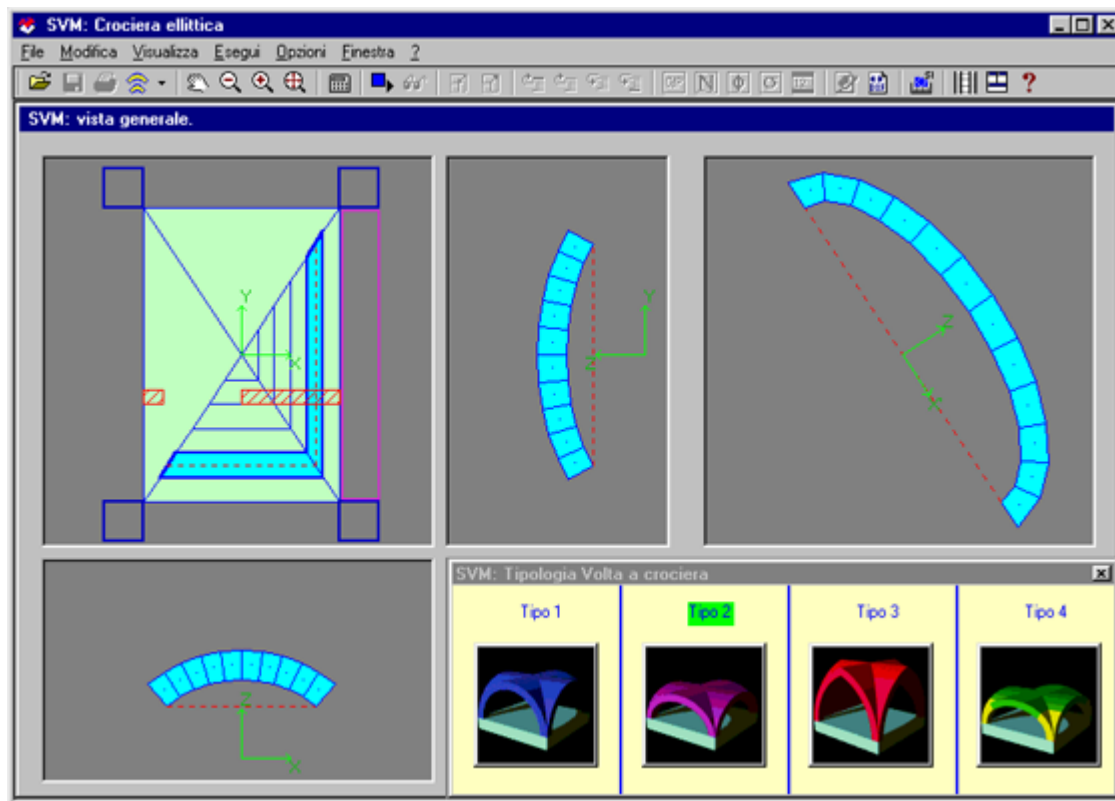 SVM: Crociera ellittica
File Modifica Visualizza Esegui Opzioni Finestra ?
SVM: vista generale.
Y
X
Y
Z
Z
X
Z
X
SVM: Tipologia Volta a crociera
Tipo 1 Tipo 2 Tipo 3 Tipo 4